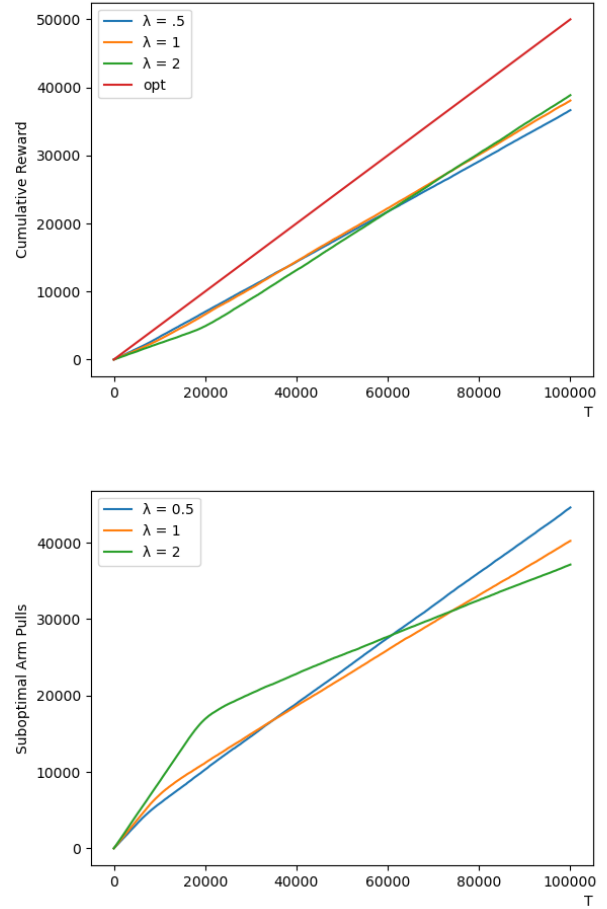 50000
40000
30000
20000
10000
0
Cumulative Reward
λ = .5
λ = 1
λ = 2
opt
0 20000 40000 60000 80000 100000
T
40000
30000
20000
10000
0
Suboptimal Arm Pulls
λ = 0.5
λ = 1
λ = 2
0 20000 40000 60000 80000 100000
T